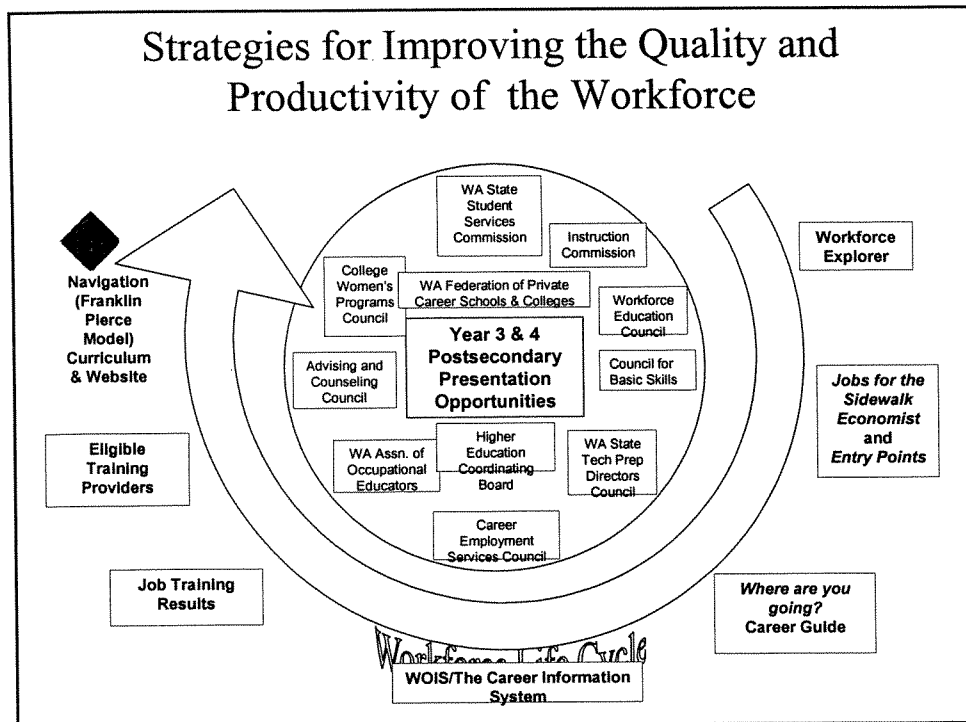 Strategies for Improving the Quality and
Productivity of the Workforce
WA State
Student
Services
Commission
Instruction
Commission
College
Women's
Programs
Council
WA Federation of Private
Career Schools & Colleges
Workforce
Education
Council
Year 3 & 4
Postsecondary
Presentation
Opportunities
Advising and
Counseling
Council
Council for
Basic Skills
WA Assn. of
Occupational
Educators
Higher
Education
Coordinating
Board
WA State
Tech Prep
Directors
Council
Career
Employment
Services Council
Workforce
Explorer
Jobs for the
Sidewalk
Economist
and
Entry Points
Where are you
going?
Career Guide
Workforce Life Cycle
WOIS/The Career Information
System
Job Training
Results
Eligible
Training
Providers
Navigation
(Franklin
Pierce
Model)
Curriculum
& Website